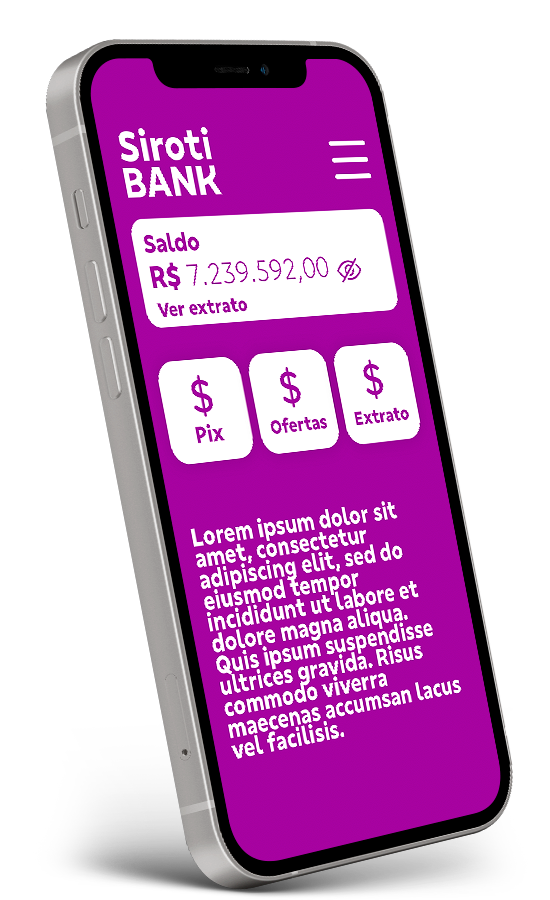 Siroti
BANK
Saldo
R$ 7.239.592,00
Ver extrato
$
Pix
$
Ofertas
$
Extrato
Lorem ipsum dolor sit
amet, consectetur
adipiscing elit, sed do
eiusmod tempor
incididunt ut labore et
dolore magna aliqua.
Quis ipsum suspendisse
ultrices gravida. Risus
commodo viverra
maecenas accumsan lacus
vel facilisis.